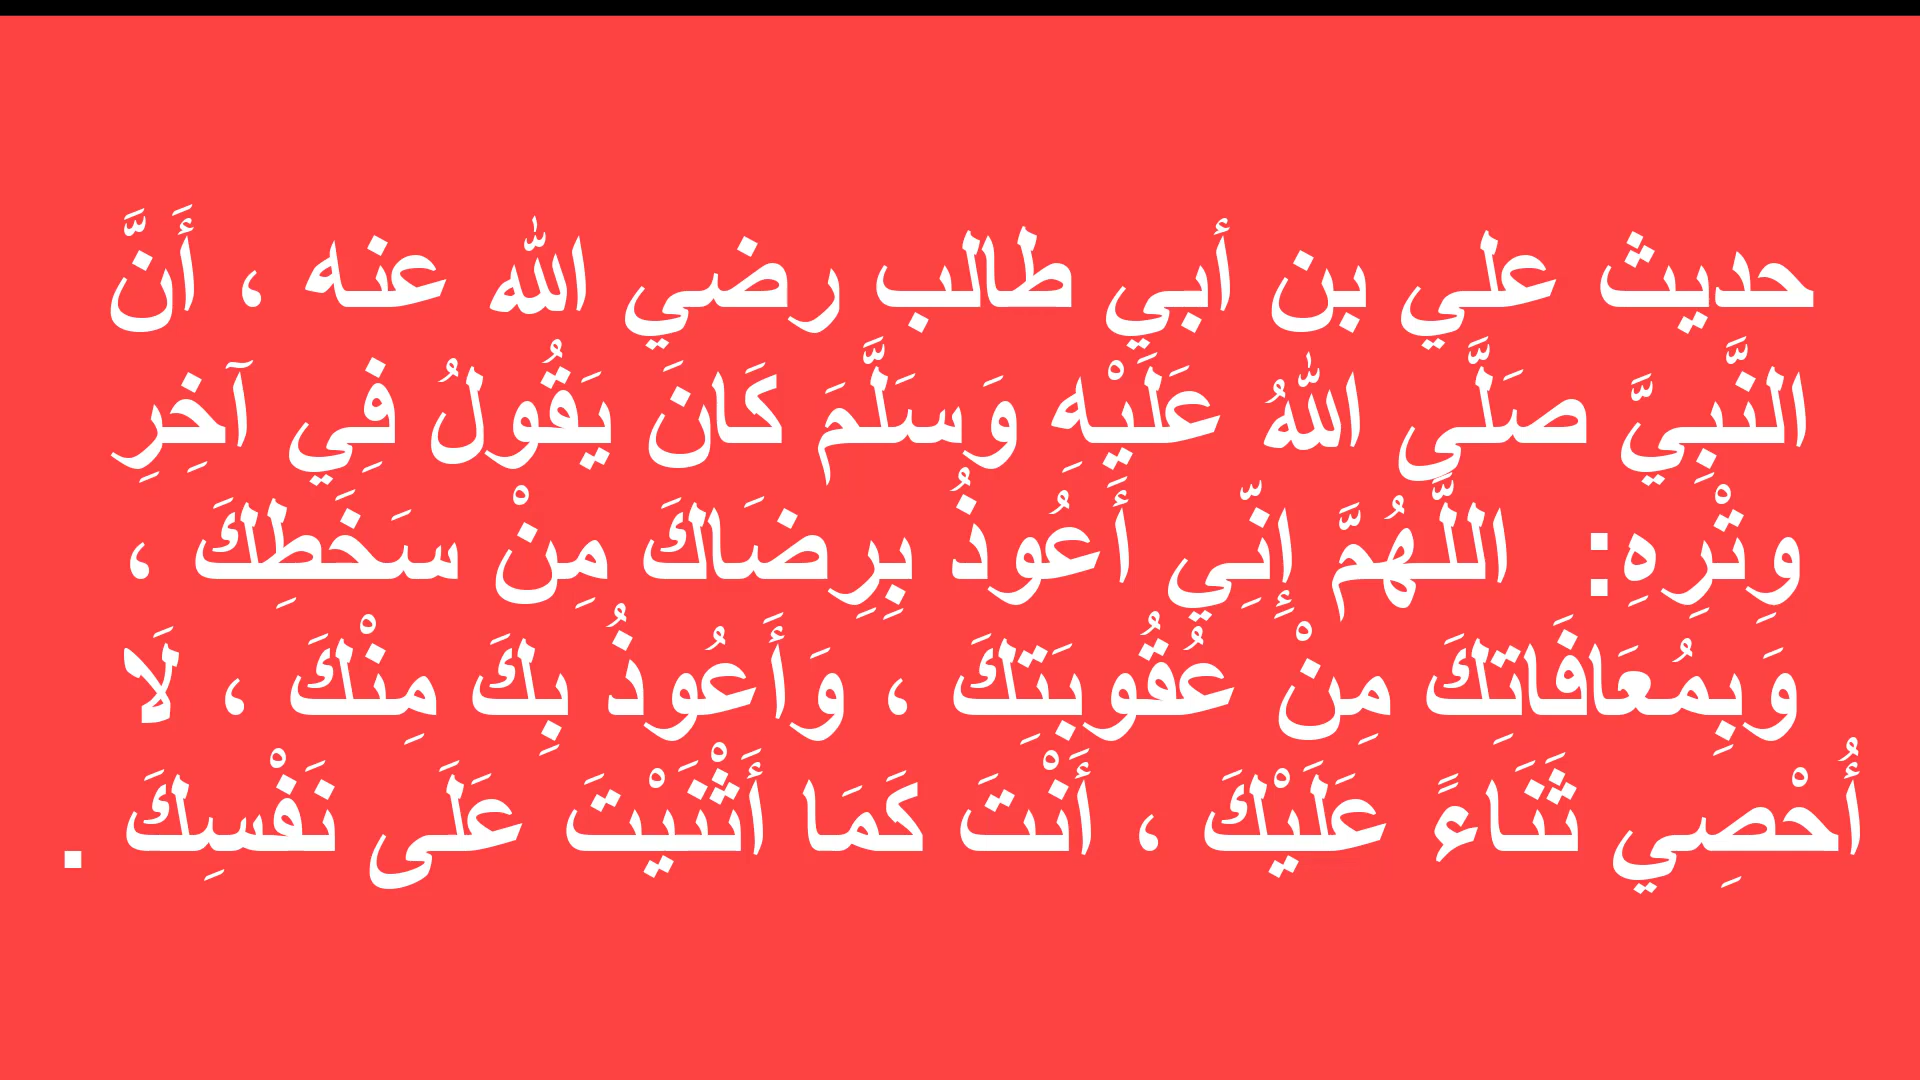 حديث علي بن أبي طالب رضي الله عنه ، أَنَّ
النَّبِيَّ صَلَّى اللهُ عَلَيْهِ وَسَلَّمَ كَانَ يَقُولُ فِي آخِرِ
وِتْرِهِ: اللَّهُمَّ إِنِّي أَعُوذُ بِرِضَاكَ مِنْ سَخَطِكَ ،
وَبِمُعَافَاتِكَ مِنْ عُقُوبَتِكَ ، وَأَعُوذُ بِكَ مِنْكَ ، لَا
أُحْصِي ثَنَاءً عَلَيْكَ ، أَنْتَ كَمَا أَثْنَيْتَ عَلَى نَفْسِكَ .